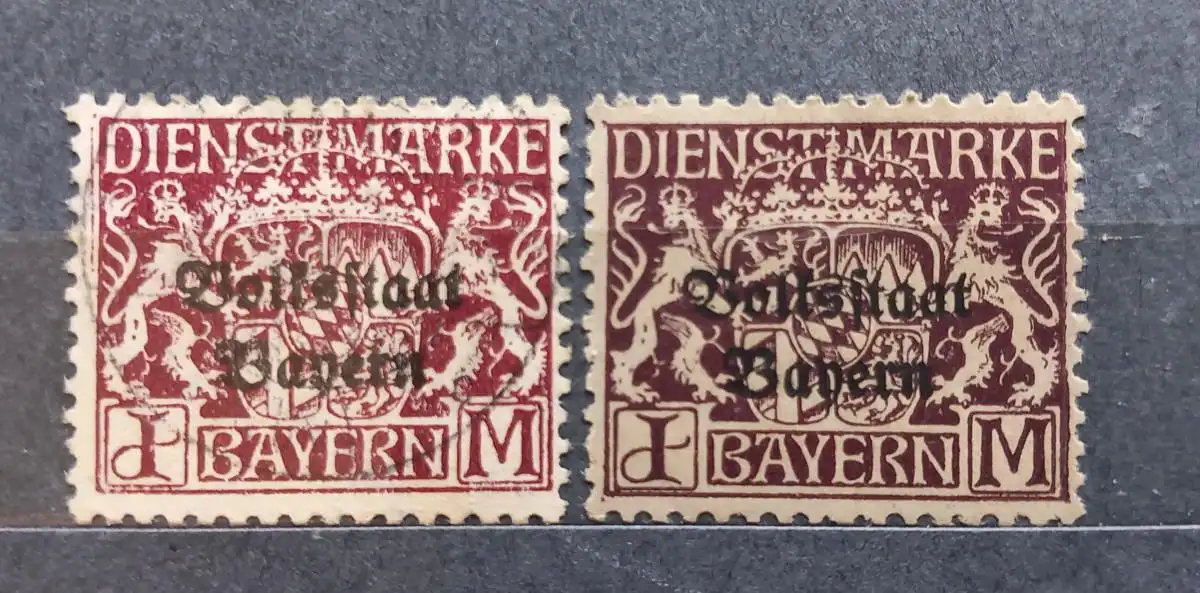 DIENSTMARKE
Volksstaat
Bayern
1 BAYERN M
DIENSTMARKE
Volksstaat
Bayern
1 BAYERN M